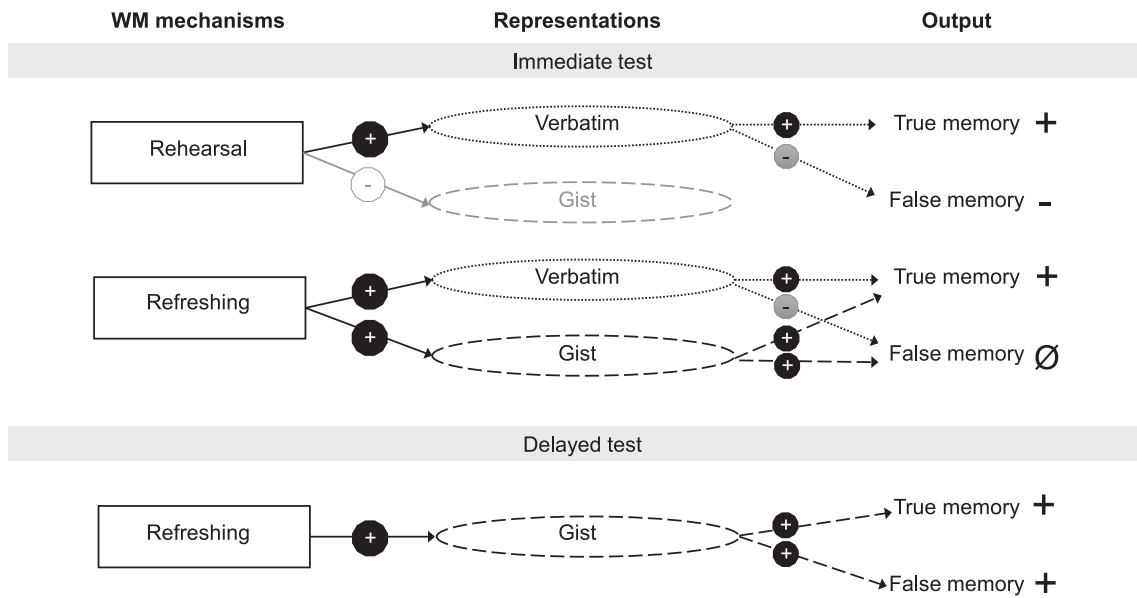 WM mechanisms Representations Output
Immediate test
Rehearsal + - Verbatim Gist + - True memory +
False memory -
Refreshing + + Verbatim Gist + - + + True memory +
False memory Ø
Delayed test
Refreshing + Gist + + True memory +
False memory +